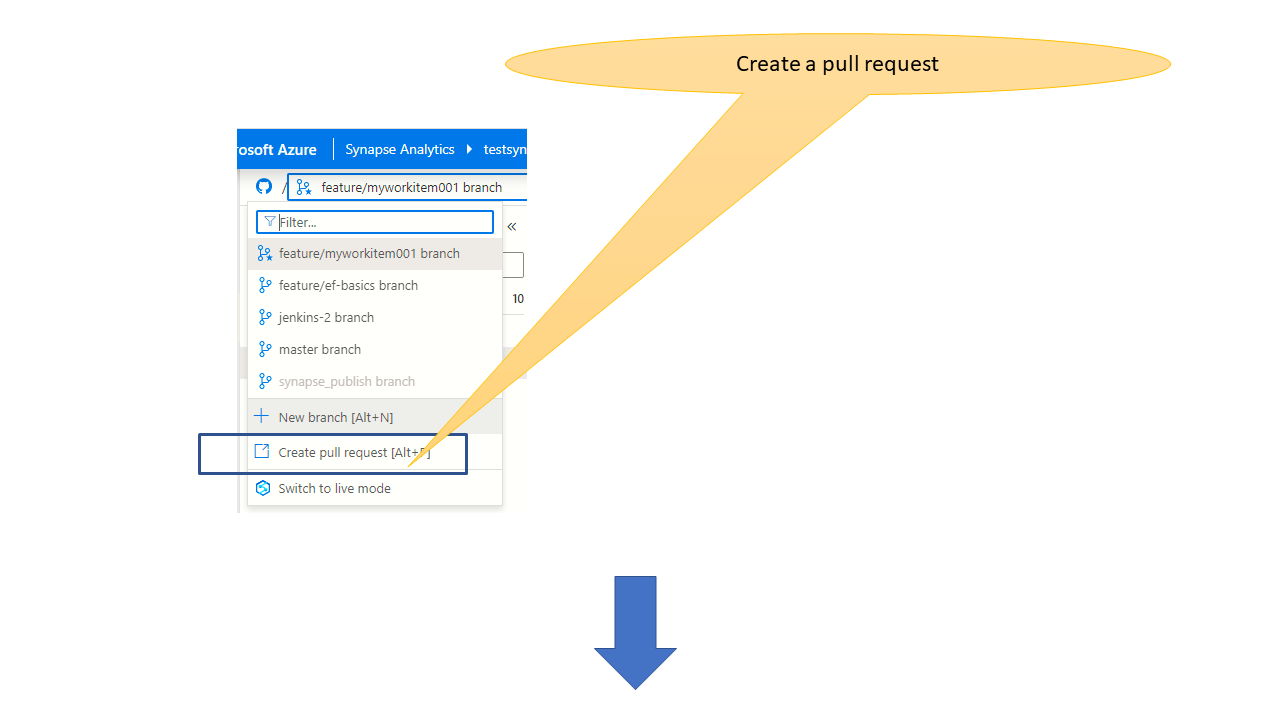 Create a pull request
rosoft Azure Synapse Analytics testsyn
/ feature/myworkitem001 branch
Filter...
feature/myworkitem001 branch
feature/ef-basics branch
10
jenkins-2 branch
master branch
synapse_publish branch
New branch [Alt+N]
Create pull request [Alt+P]
Switch to live mode